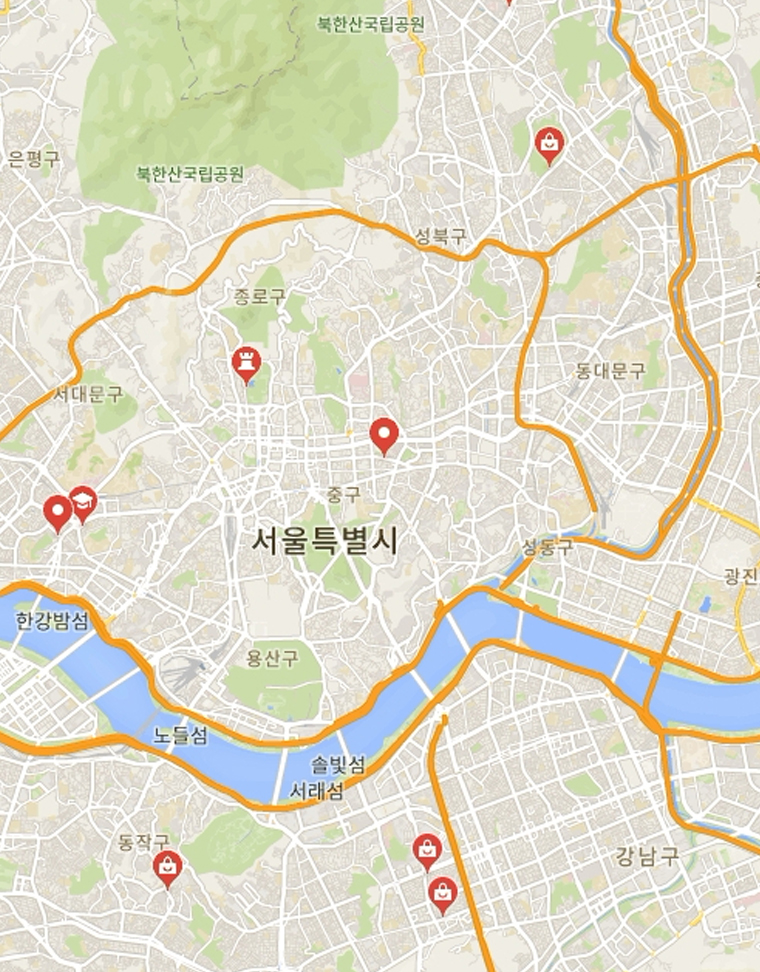 북한산국립공원
은평구
북한산국립공원
성북구
종로구
동대문구
서대문구
중구
서울특별시
성동구
광진
한강밤섬
용산구
노들섬
솔빛섬
서래섬
동작구
강남구